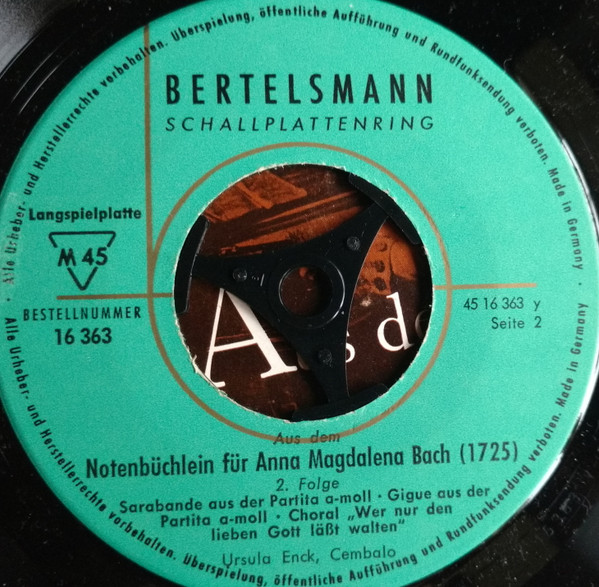 Alle Urheber- und Herstellerrechte vorbehalten. Überspielung, öffentliche Aufführung und Rundfunksendung verboten. Made in Germany
BERTELSMANN
SCHALLPLATTENRING
Langspielplatte
M 45
BESTELLNUMMER
16 363
45 16 363 y
Seite 2
Aus de
Aus dem
Notenbüchlein für Anna Magdalena Bach (1725)
2. Folge
Sarabande aus der Partita a-moll · Gigue aus der
Partita a-moll · Choral „Wer nur den
lieben Gott läßt walten"
Ursula Enck, Cembalo
Alle Urheber- und Herstellerrechte vorbehalten. Überspielung, öffentliche Aufführung und Rundfunksendung verboten. Made in Germany